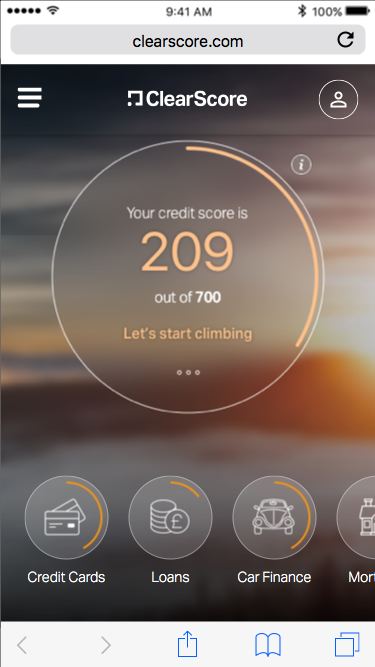 9:41 AM
100%
clearscore.com
ClearScore
i
Your credit score is
209
out of 700
Let's start climbing
£
Credit Cards
Loans
Car Finance
Mort